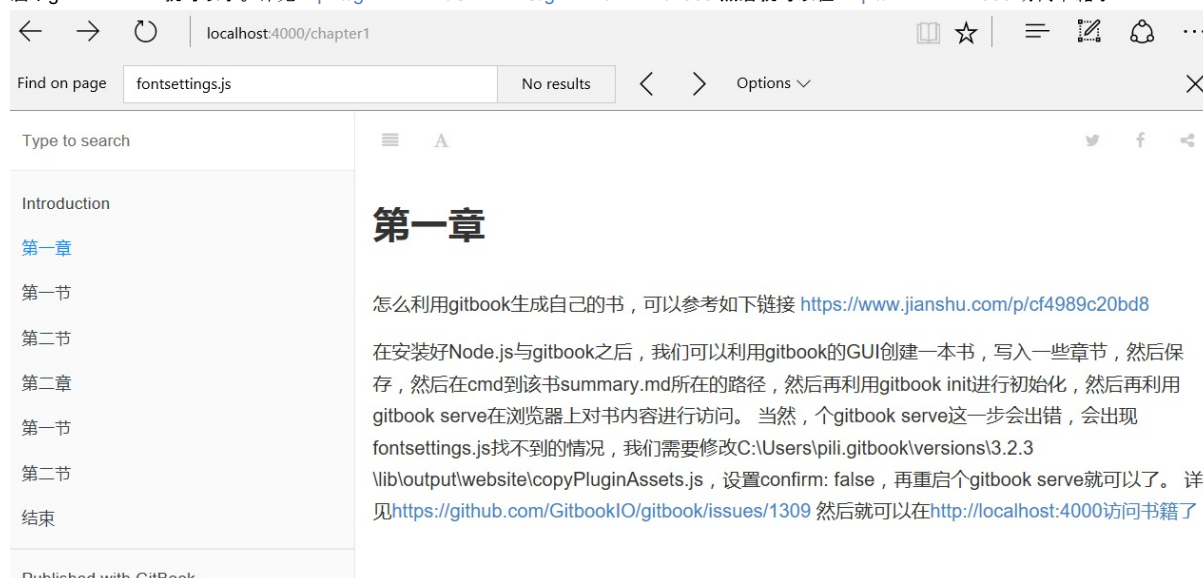 localhost:4000/chapter1
Find on page
fontsettings.js
No results
Options
Type to search
A
Introduction
第一章
第一节
第二节
第二章
第一节
第二节
结束
第一章
怎么利用gitbook生成自己的书，可以参考如下链接 https://www.jianshu.com/p/cf4989c20bd8
在安装好Node.js与gitbook之后，我们可以利用gitbook的GUI创建一本书，写入一些章节，然后保
存，然后在cmd到该书summary.md所在的路径，然后再利用gitbook init进行初始化，然后再利用
gitbook serve在浏览器上对书内容进行访问。 当然，个gitbook serve这一步会出错，会出现
fontsettings.js找不到的情况，我们需要修改C:\Users\pili.gitbook\versions\3.2.3
\lib\output\website\copyPluginAssets.js，设置confirm: false，再重启个gitbook serve就可以了。 详
见https://github.com/GitbookIO/gitbook/issues/1309 然后就可以在http://localhost:4000访问书籍了
Published with GitBook